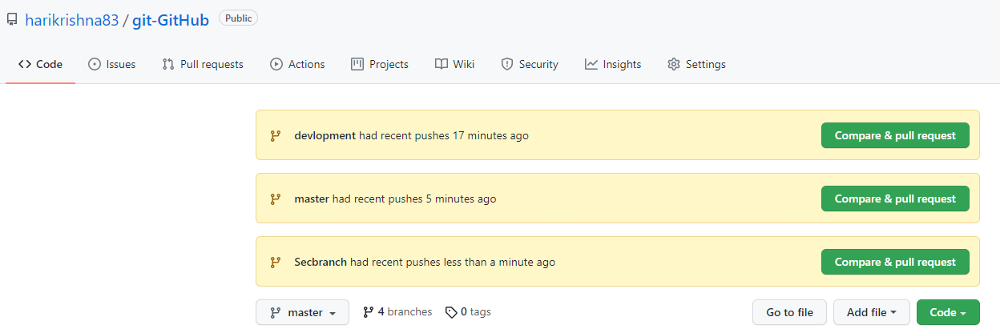 harikrishna83 / git-GitHub Public
Code Issues Pull requests Actions Projects Wiki Security Insights Settings
devlopment had recent pushes 17 minutes ago Compare & pull request
master had recent pushes 5 minutes ago Compare & pull request
Secbranch had recent pushes less than a minute ago Compare & pull request
master 4 branches 0 tags Go to file Add file Code